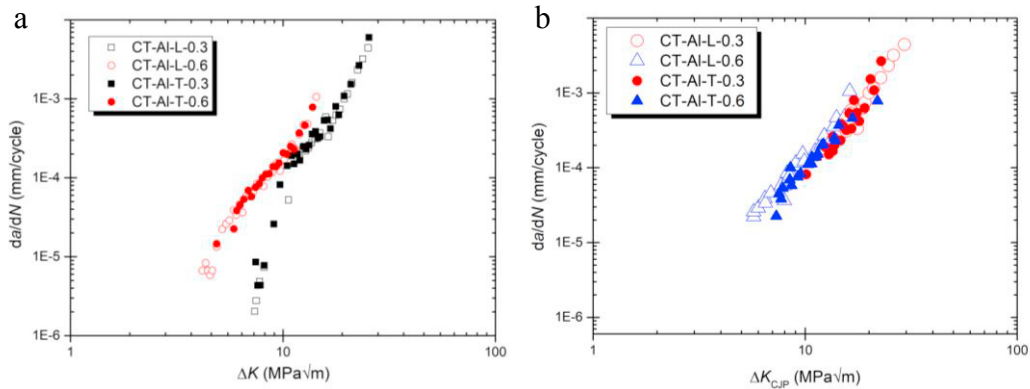 a
CT-Al-L-0.3
CT-Al-L-0.6
CT-Al-T-0.3
CT-Al-T-0.6
1E-3
1E-4
1E-5
1E-6
da/dN (mm/cycle)
1
10
100
ΔK (MPa√m)
b
CT-Al-L-0.3
CT-Al-L-0.6
CT-Al-T-0.3
CT-Al-T-0.6
1E-3
1E-4
1E-5
1E-6
da/dN (mm/cycle)
1
10
100
ΔK_CJP (MPa√m)